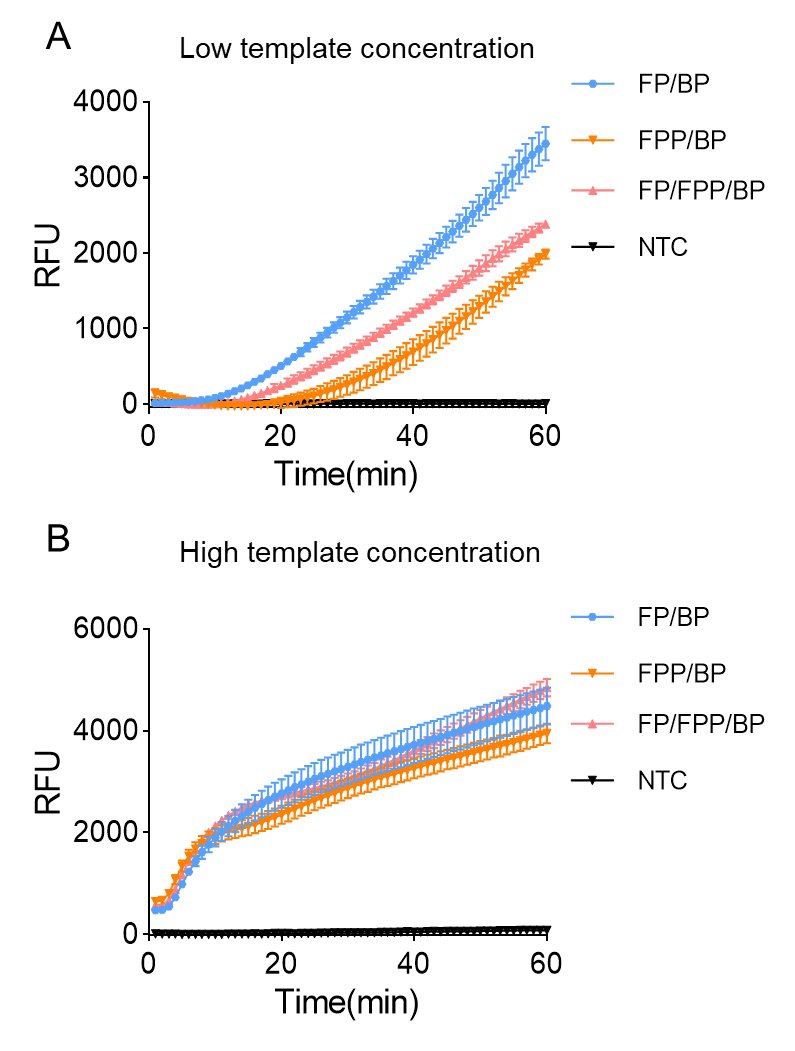 A
Low template concentration
FP/BP
FPP/BP
FP/FPP/BP
NTC
4000
3000
2000
1000
0
RFU
0 20 40 60
Time(min)
B
High template concentration
FP/BP
FPP/BP
FP/FPP/BP
NTC
6000
4000
2000
0
RFU
0 20 40 60
Time(min)